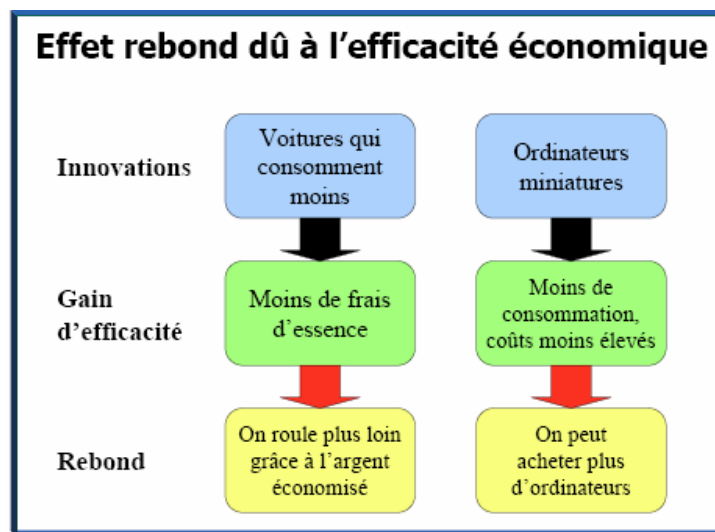 Effet rebond dû à l'efficacité économique
Innovations
Voitures qui
consomment
moins
Ordinateurs
miniatures
Gain
d'efficacité
Moins de frais
d'essence
Moins de
consommation,
coûts moins élevés
Rebond
On roule plus loin
grâce à l'argent
économisé
On peut
acheter plus
d'ordinateurs